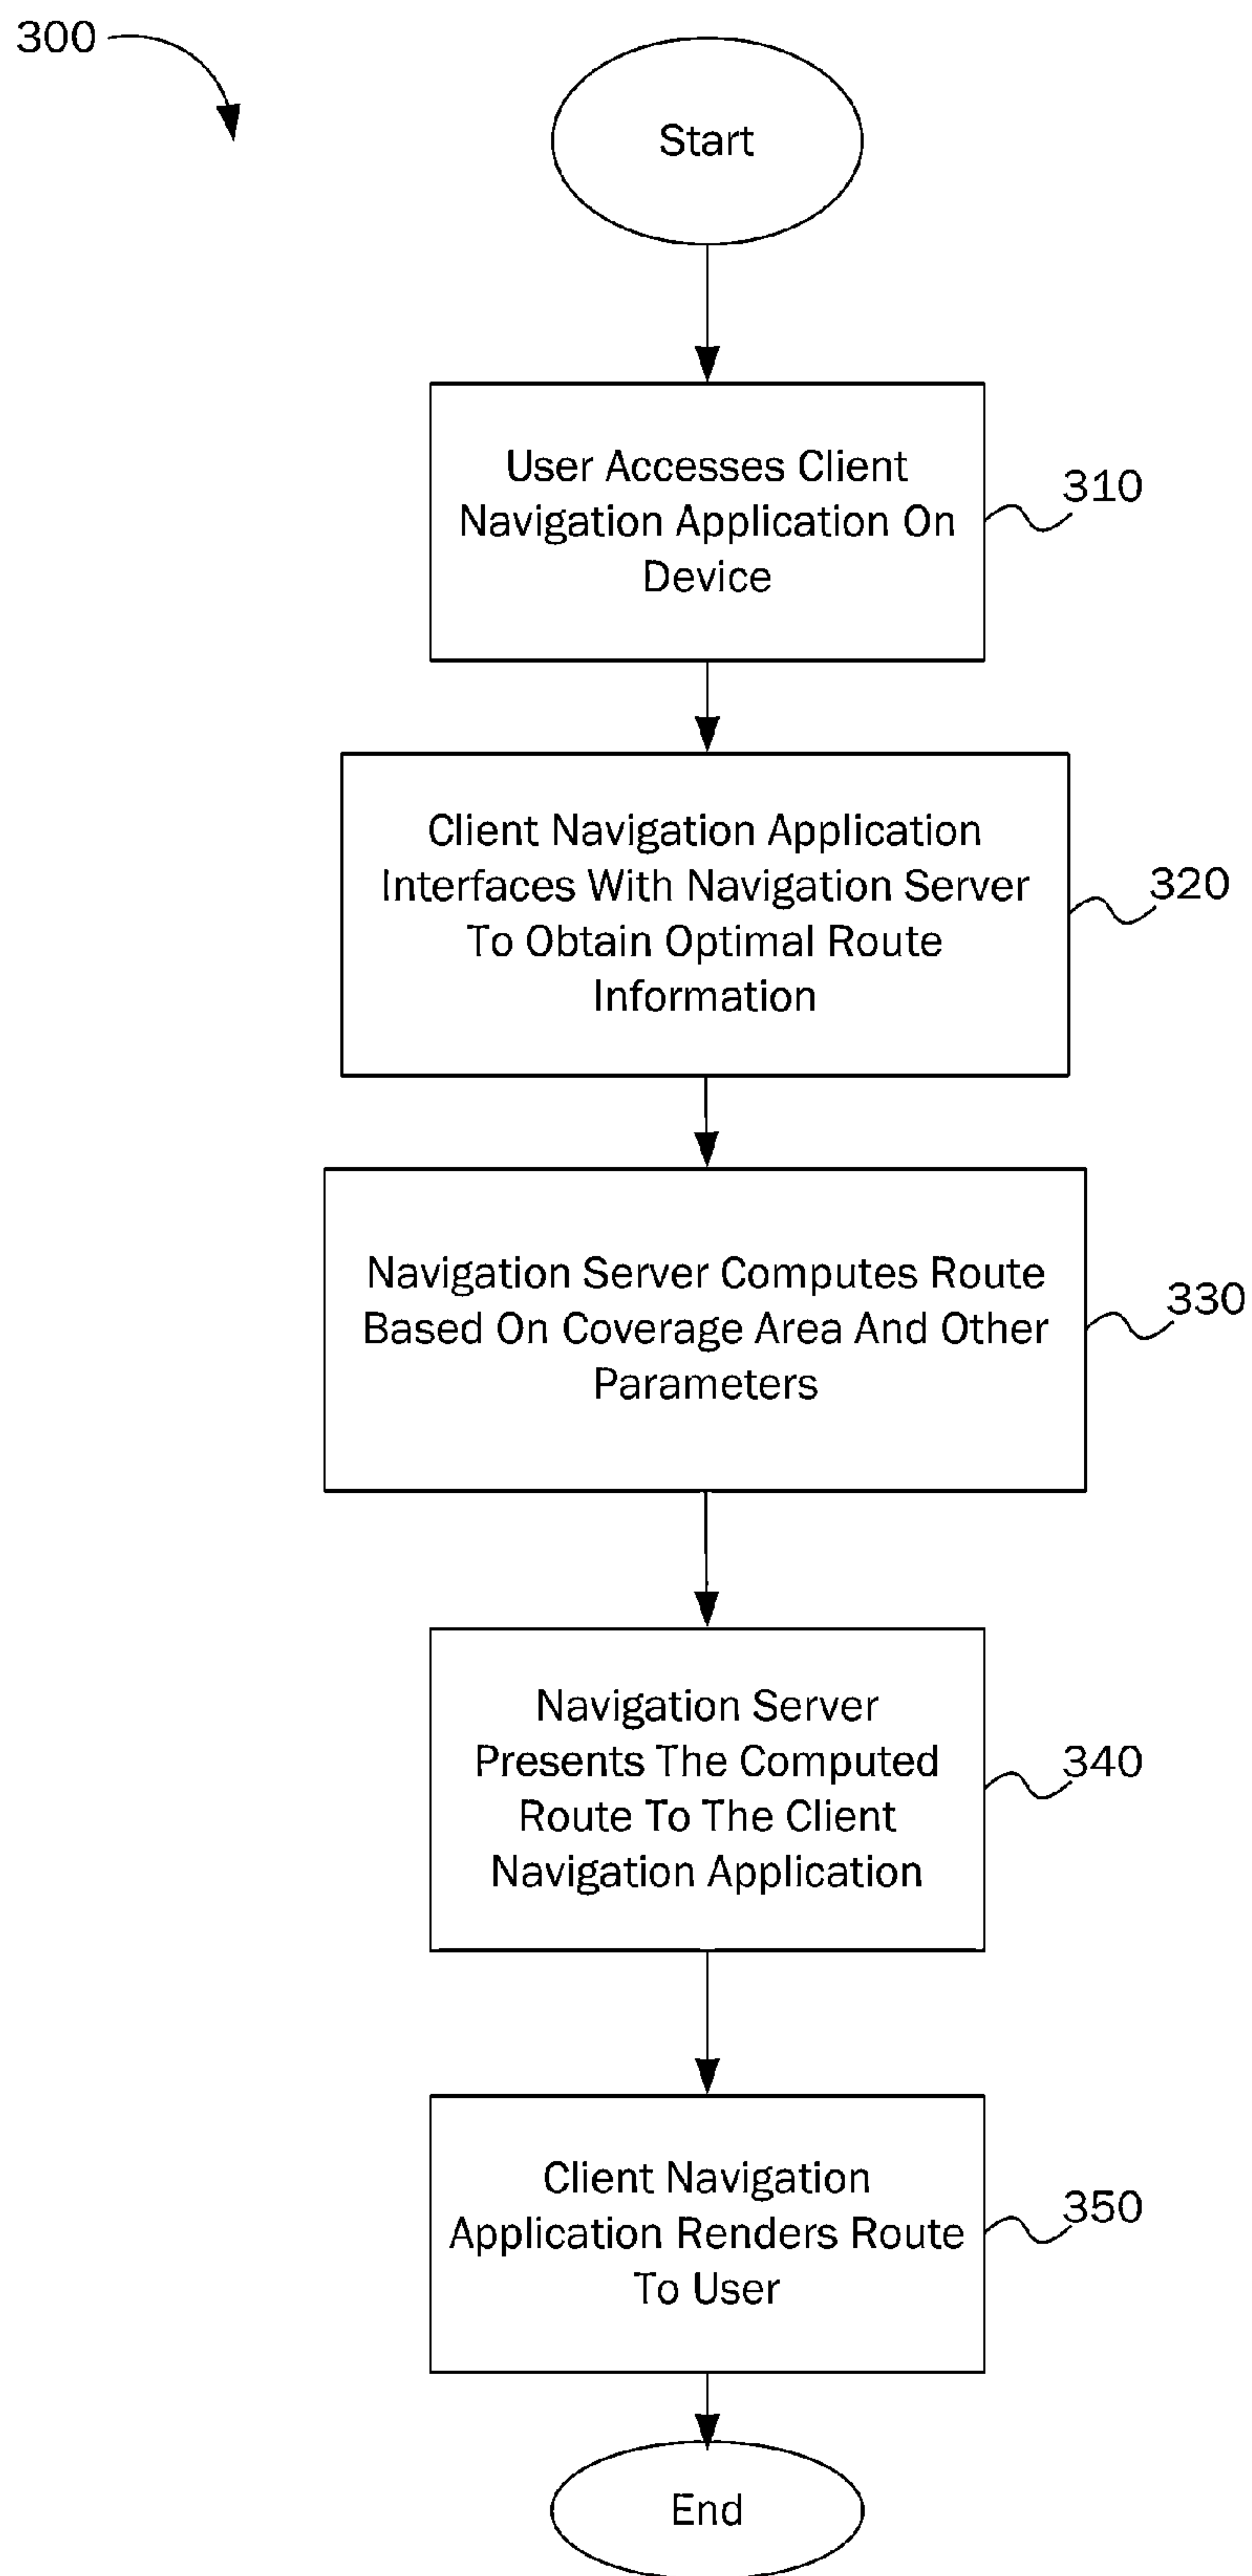 300
Start
User Accesses Client
Navigation Application On
Device
310
Client Navigation Application
Interfaces With Navigation Server
To Obtain Optimal Route
Information
320
Navigation Server Computes Route
Based On Coverage Area And Other
Parameters
330
Navigation Server
Presents The Computed
Route To The Client
Navigation Application
340
Client Navigation
Application Renders Route
To User
350
End